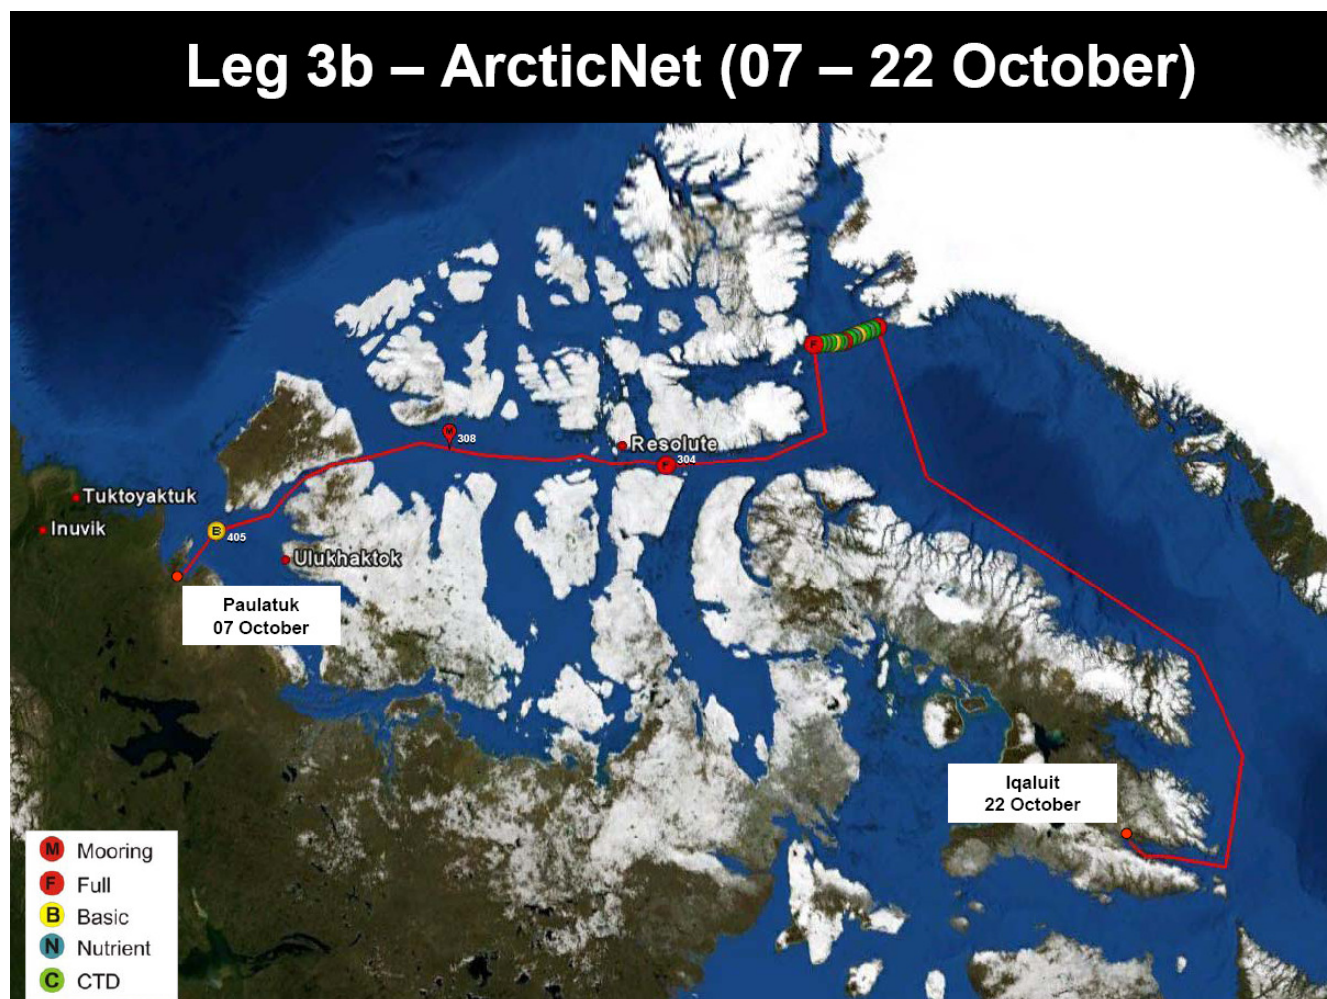 Leg 3b – ArcticNet (07 – 22 October)
M
308
Resolute
F
304
F
Tuktoyaktuk
Inuvik
B
405
Ulukhaktok
Paulatuk
07 October
Iqaluit
22 October
M Mooring
F Full
B Basic
N Nutrient
C CTD